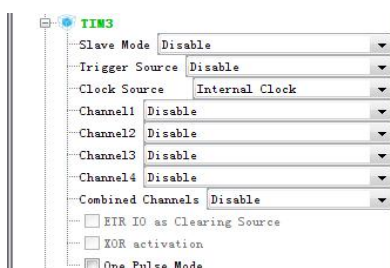 TIM3
Slave Mode Disable
Trigger Source Disable
Clock Source Internal Clock
Channel1 Disable
Channel2 Disable
Channel3 Disable
Channel4 Disable
Combined Channels Disable
ETR IO as Clearing Source
XOR activation
One Pulse Mode